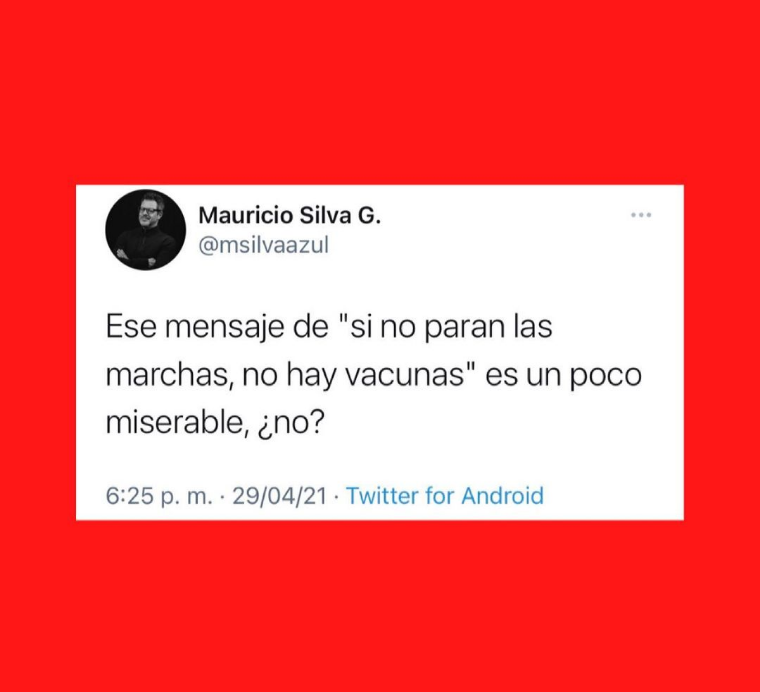 Mauricio Silva G.
@msilvaazul
Ese mensaje de "si no paran las
marchas, no hay vacunas" es un poco
miserable, ¿no?
6:25 p. m. · 29/04/21 · Twitter for Android